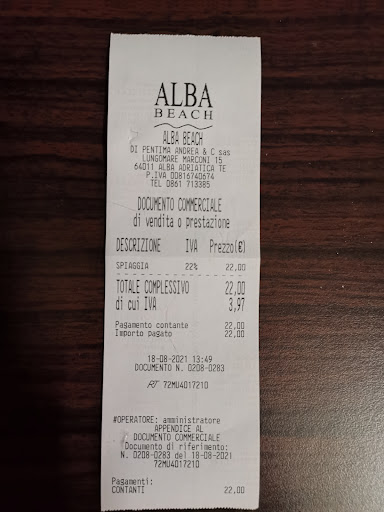 ALBA
BEACH
ALBA BEACH
DI PENTIMA ANDREA & C sas
LUNGOMARE MARCONI 15
64011 ALBA ADRIATICA TE
P.IVA 00816740674
TEL 0861 713385
DOCUMENTO COMMERCIALE
di vendita o prestazione
DESCRIZIONE IVA Prezzo(€)
SPIAGGIA 22% 22,00
TOTALE COMPLESSIVO 22,00
di cui IVA 3,97
Pagamento contante 22,00
Importo pagato 22,00
18-08-2021 13:49
DOCUMENTO N. 0208-0283
RT 72MU4017210
#OPERATORE: amministratore
APPENDICE AL
DOCUMENTO COMMERCIALE
Documento di riferimento:
N. 0208-0283 del 18-08-2021
72MU4017210
Pagamenti:
CONTANTI 22,00